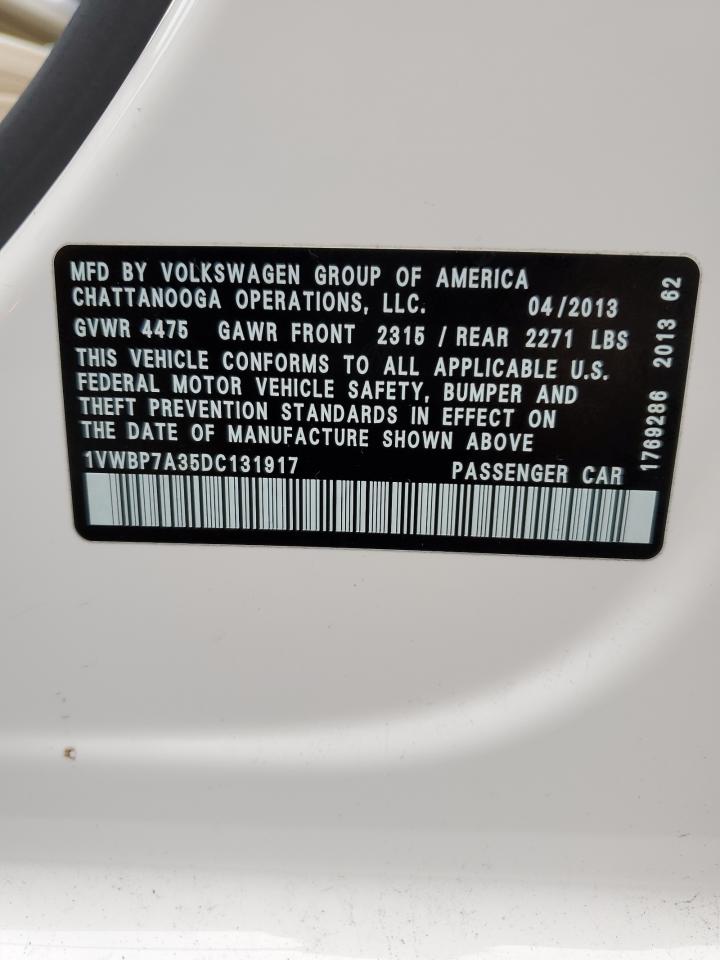 MFD BY VOLKSWAGEN GROUP OF AMERICA
CHATTANOOGA OPERATIONS, LLC. 04/2013
GVWR 4475 GAWR FRONT 2315 / REAR 2271 LBS
THIS VEHICLE CONFORMS TO ALL APPLICABLE U.S.
FEDERAL MOTOR VEHICLE SAFETY, BUMPER AND
THEFT PREVENTION STANDARDS IN EFFECT ON
THE DATE OF MANUFACTURE SHOWN ABOVE
1VWBP7A35DC131917 PASSENGER CAR
1769286 2013 62